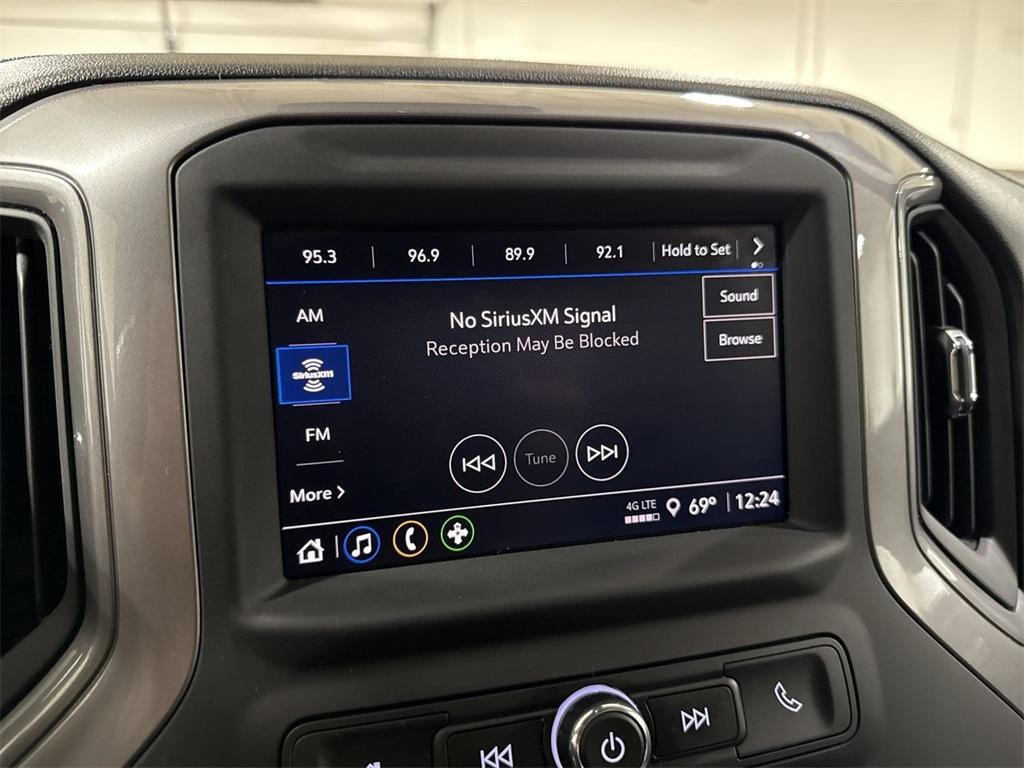 95.3 96.9 89.9 92.1 Hold to Set
AM
No SiriusXM Signal
Reception May Be Blocked
Sound
Browse
SiriusXM
FM
Tune
More
4G LTE 69° 12:24